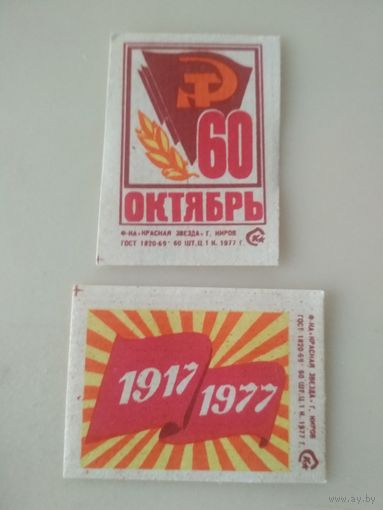 60
ОКТЯБРЬ
Ф-КА "КРАСНАЯ ЗВЕЗДА" Г. КИРОВ
ГОСТ 1820-69 · 60 ШТ. Ц. 1 К. 1977 Г.
1917
1977
Ф-КА "КРАСНАЯ ЗВЕЗДА" Г. КИРОВ
ГОСТ 1820-69 · 60 ШТ. Ц. 1 К. 1977 Г.
www.ay.by